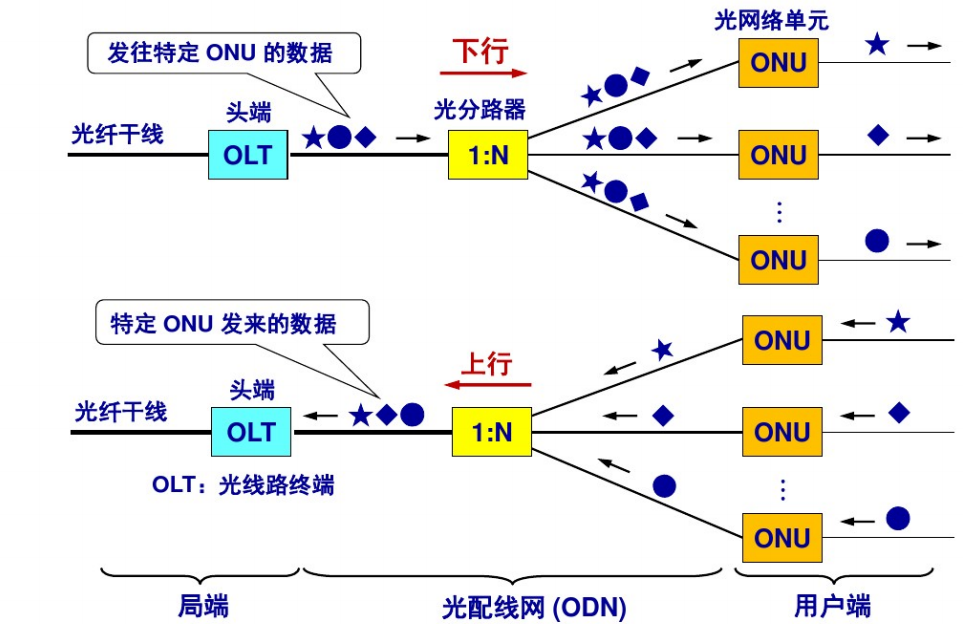 光网络单元
发往特定 ONU 的数据
下行
ONU
头端
光分路器
光纤干线
OLT
1:N
ONU
ONU
特定 ONU 发来的数据
上行
ONU
头端
光纤干线
OLT
1:N
ONU
OLT：光线路终端
ONU
局端
光配线网 (ODN)
用户端